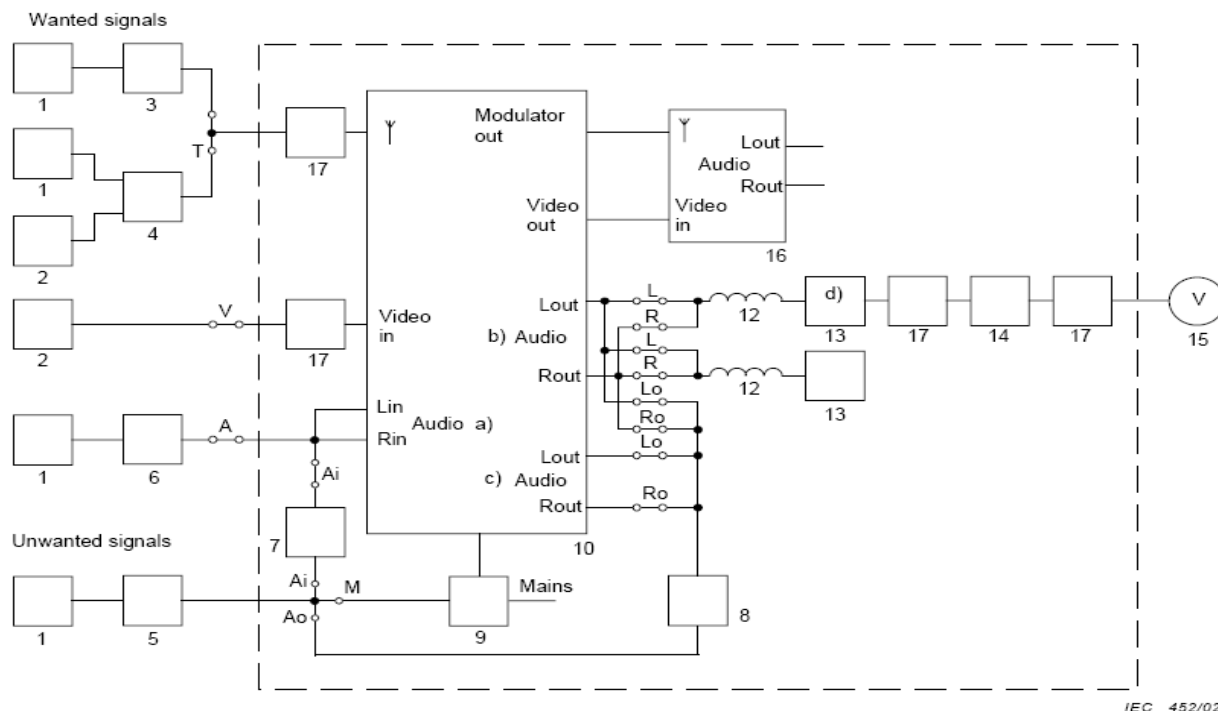 Wanted signals
1
3
1
T
4
2
17
Modulator
out
Lout
Audio
Rout
Video
in
16
Video
out
2
V
17
Video
in
Lout
b) Audio
Rout
L
R
L
R
Lo
Ro
Lo
Ro
12
d)
13
17
14
17
V
15
12
13
1
6
A
Lin
Rin
Audio a)
Lout
c) Audio
Rout
Ai
7
10
Unwanted signals
1
5
Ai
M
Ao
9
Mains
8
IEC 452/02